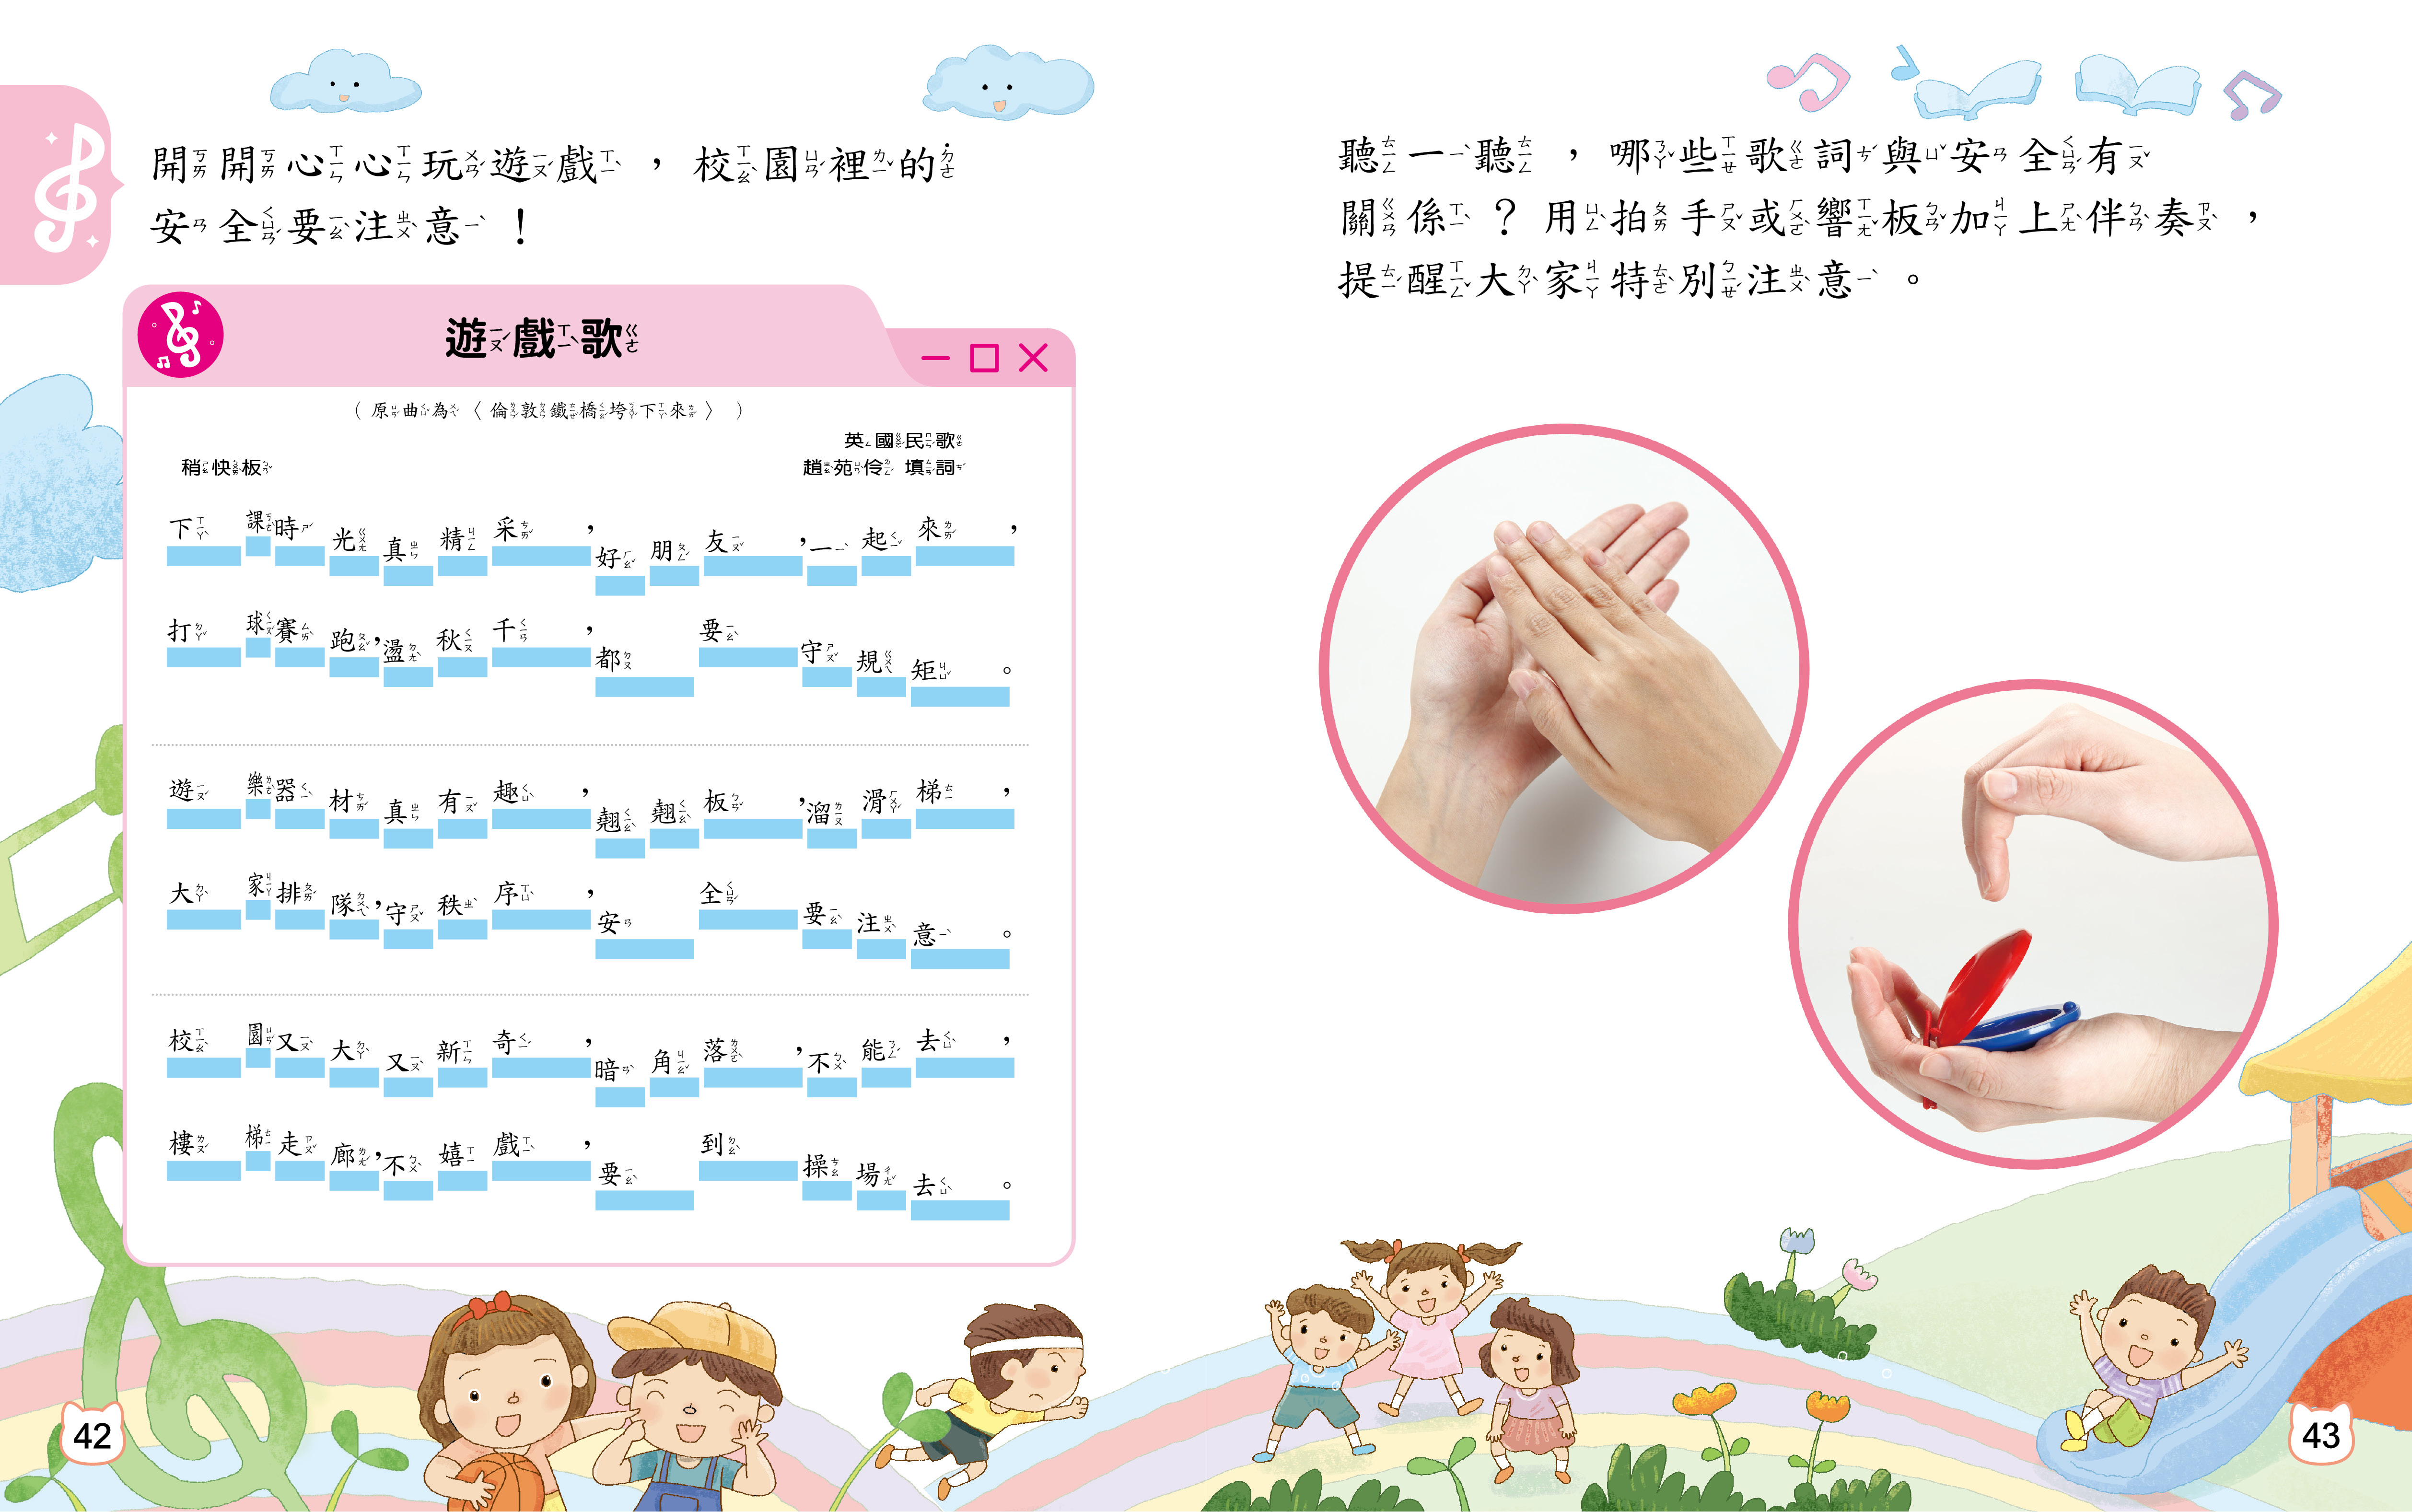 開開心心玩遊戲，校園裡的
安全要注意！
遊戲歌
（原曲為〈倫敦鐵橋垮下來〉）
英國民歌
稍快板
趙苑伶 填詞
下課時光真精采，好朋友，一起來，
打球賽跑，盪秋千，都要守規矩。
遊樂器材真有趣，翹翹板，溜滑梯，
大家排隊，守秩序，安全要注意。
校園又大又新奇，暗角落，不能去，
樓梯走廊，不嬉戲，要到操場去。
42
聽一聽，哪些歌詞與安全有
關係？用拍手或響板加上伴奏，
提醒大家特別注意。
43